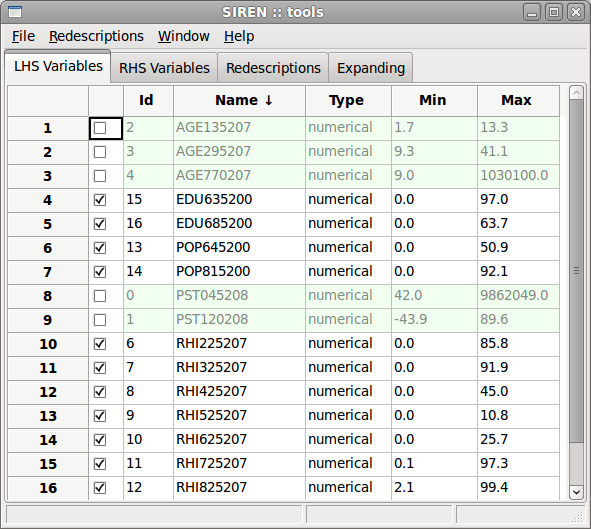 SIREN :: tools
File Redescriptions Window Help
LHS Variables RHS Variables Redescriptions Expanding
Id Name ↓ Type Min Max
1 2 AGE135207 numerical 1.7 13.3
2 3 AGE295207 numerical 9.3 41.1
3 4 AGE770207 numerical 9.0 1030100.0
4 15 EDU635200 numerical 0.0 97.0
5 16 EDU685200 numerical 0.0 63.7
6 13 POP645200 numerical 0.0 50.9
7 14 POP815200 numerical 0.0 92.1
8 0 PST045208 numerical 42.0 9862049.0
9 1 PST120208 numerical -43.9 89.6
10 6 RHI225207 numerical 0.0 85.8
11 7 RHI325207 numerical 0.0 91.9
12 8 RHI425207 numerical 0.0 45.0
13 9 RHI525207 numerical 0.0 10.8
14 10 RHI625207 numerical 0.0 25.7
15 11 RHI725207 numerical 0.1 97.3
16 12 RHI825207 numerical 2.1 99.4